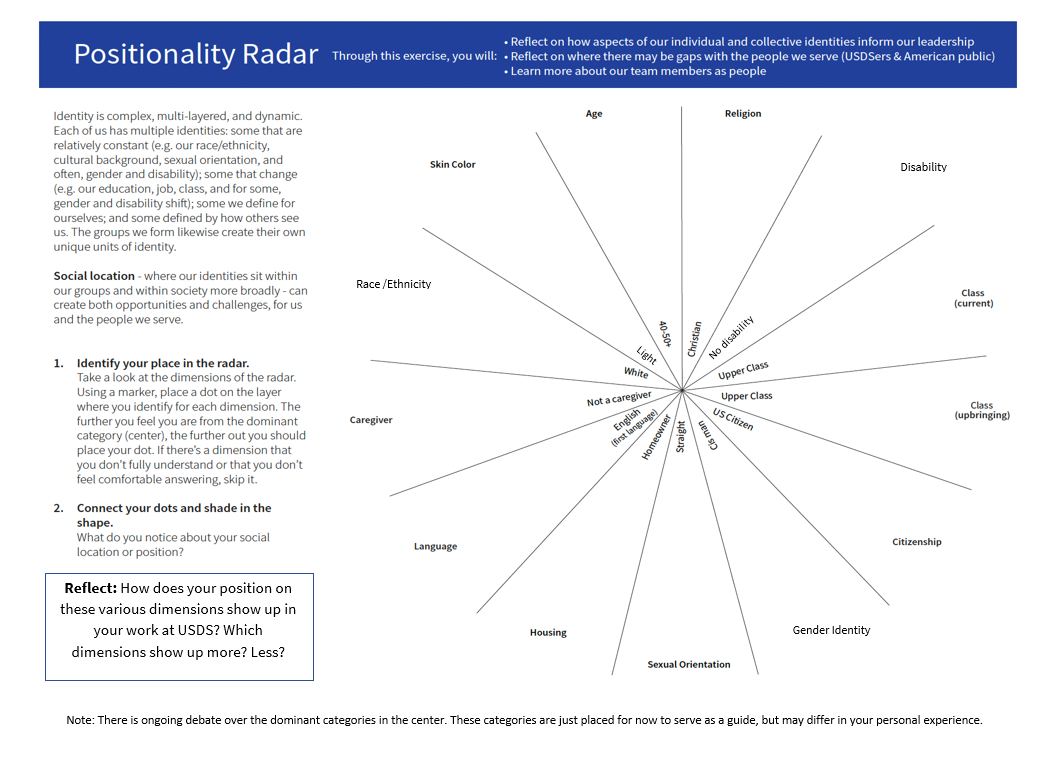 Positionality Radar
Through this exercise, you will:
• Reflect on how aspects of our individual and collective identities inform our leadership
• Reflect on where there may be gaps with the people we serve (USDSers & American public)
• Learn more about our team members as people
Identity is complex, multi-layered, and dynamic.
Each of us has multiple identities: some that are
relatively constant (e.g. our race/ethnicity,
cultural background, sexual orientation, and
often, gender and disability); some that change
(e.g. our education, job, class, and for some,
gender and disability shift); some we define for
ourselves; and some defined by how others see
us. The groups we form likewise create their own
unique units of identity.
Social location - where our identities sit within
our groups and within society more broadly - can
create both opportunities and challenges, for us
and the people we serve.
1. Identify your place in the radar.
Take a look at the dimensions of the radar.
Using a marker, place a dot on the layer
where you identify for each dimension. The
further you feel you are from the dominant
category (center), the further out you should
place your dot. If there's a dimension that
you don't fully understand or that you don't
feel comfortable answering, skip it.
2. Connect your dots and shade in the
shape.
What do you notice about your social
location or position?
Reflect: How does your position on
these various dimensions show up in
your work at USDS? Which
dimensions show up more? Less?
Age
Religion
Skin Color
Disability
Race /Ethnicity
Class
(current)
Caregiver
Class
(upbringing)
Language
Citizenship
Housing
Gender Identity
Sexual Orientation
40-50+
Christian
No disability
Light
White
Upper Class
Not a caregiver
Upper Class
English
(first language)
US Citizen
Homeowner
Straight
Cis man
Note: There is ongoing debate over the dominant categories in the center. These categories are just placed for now to serve as a guide, but may differ in your personal experience.